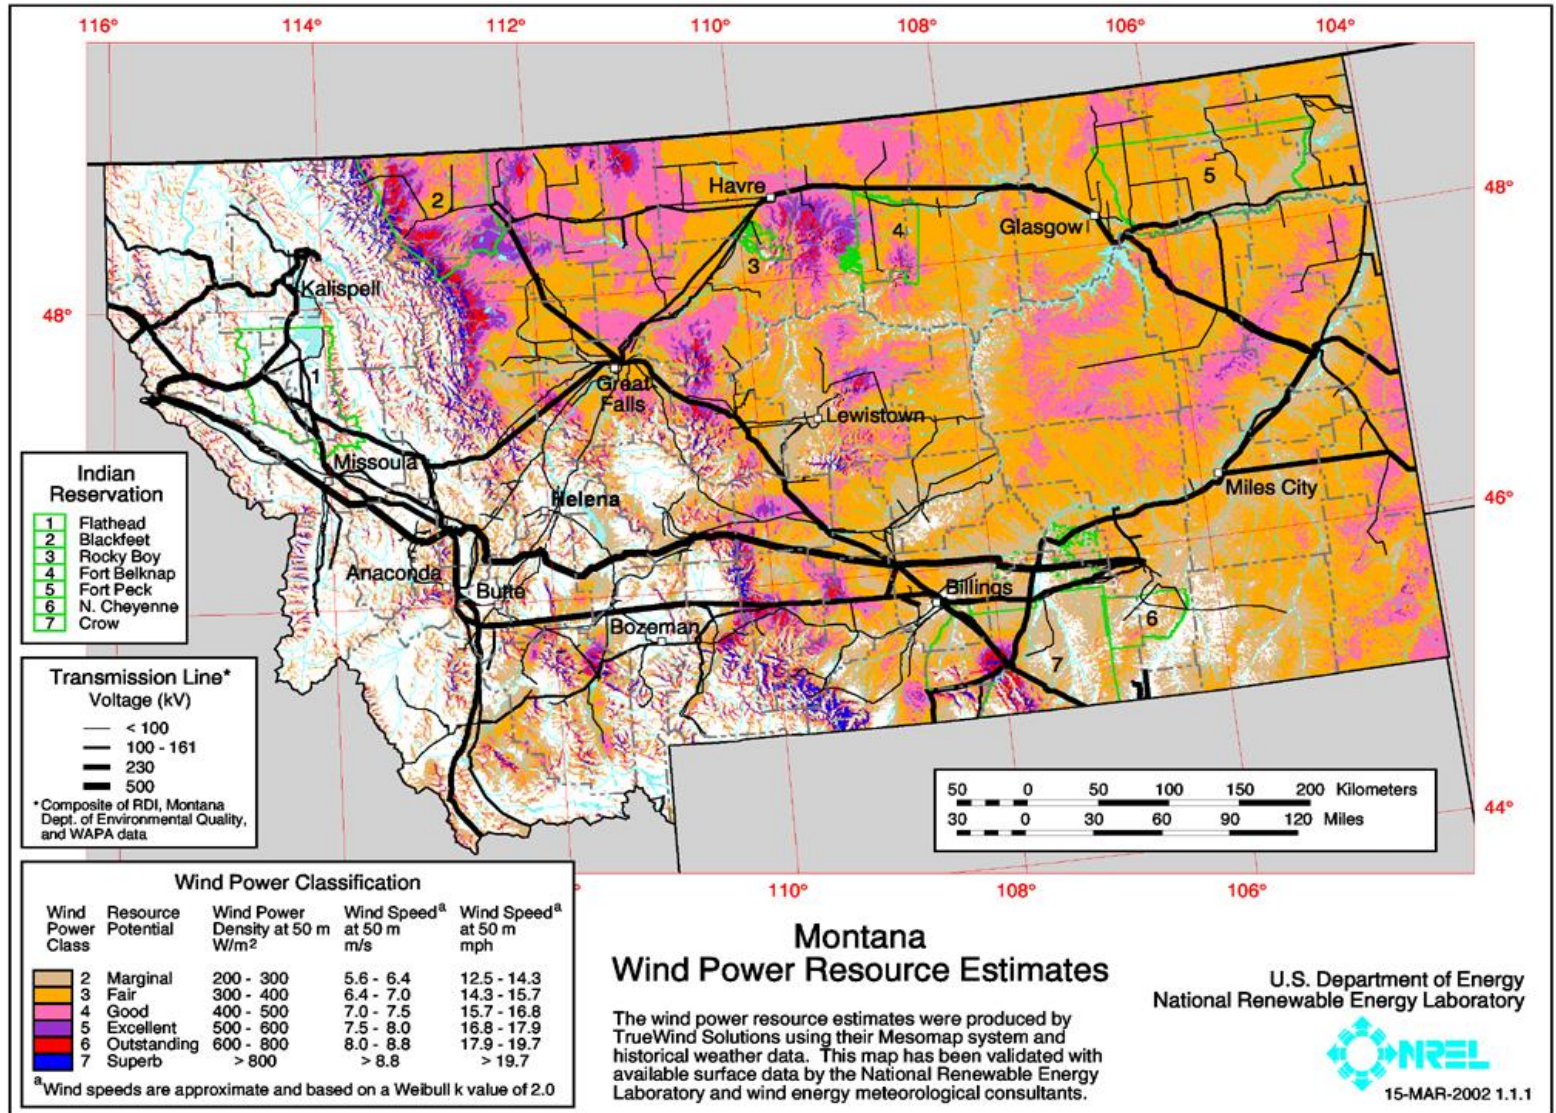 116° 114° 112° 110° 108° 106° 104°
48°
48°
46°
44°
110° 108° 106°
Havre
Glasgow
Kalispell
Great
Falls
Lewistown
Missoula
Helena
Miles City
Anaconda
Butte
Bozeman
Billings
1
2
3
4
5
6
7
Indian
Reservation
1 Flathead
2 Blackfeet
3 Rocky Boy
4 Fort Belknap
5 Fort Peck
6 N. Cheyenne
7 Crow
Transmission Line*
Voltage (kV)
< 100
100 - 161
230
500
* Composite of RDI, Montana
Dept. of Environmental Quality,
and WAPA data
50 0 50 100 150 200 Kilometers
30 0 30 60 90 120 Miles
Wind Power Classification
Wind Resource Wind Power Wind Speedª Wind Speedª
Power Potential Density at 50 m at 50 m at 50 m
Class W/m² m/s mph
2 Marginal 200 - 300 5.6 - 6.4 12.5 - 14.3
3 Fair 300 - 400 6.4 - 7.0 14.3 - 15.7
4 Good 400 - 500 7.0 - 7.5 15.7 - 16.8
5 Excellent 500 - 600 7.5 - 8.0 16.8 - 17.9
6 Outstanding 600 - 800 8.0 - 8.8 17.9 - 19.7
7 Superb > 800 > 8.8 > 19.7
ª Wind speeds are approximate and based on a Weibull k value of 2.0
Montana
Wind Power Resource Estimates
The wind power resource estimates were produced by
TrueWind Solutions using their Mesomap system and
historical weather data. This map has been validated with
available surface data by the National Renewable Energy
Laboratory and wind energy meteorological consultants.
U.S. Department of Energy
National Renewable Energy Laboratory
NREL
15-MAR-2002 1.1.1